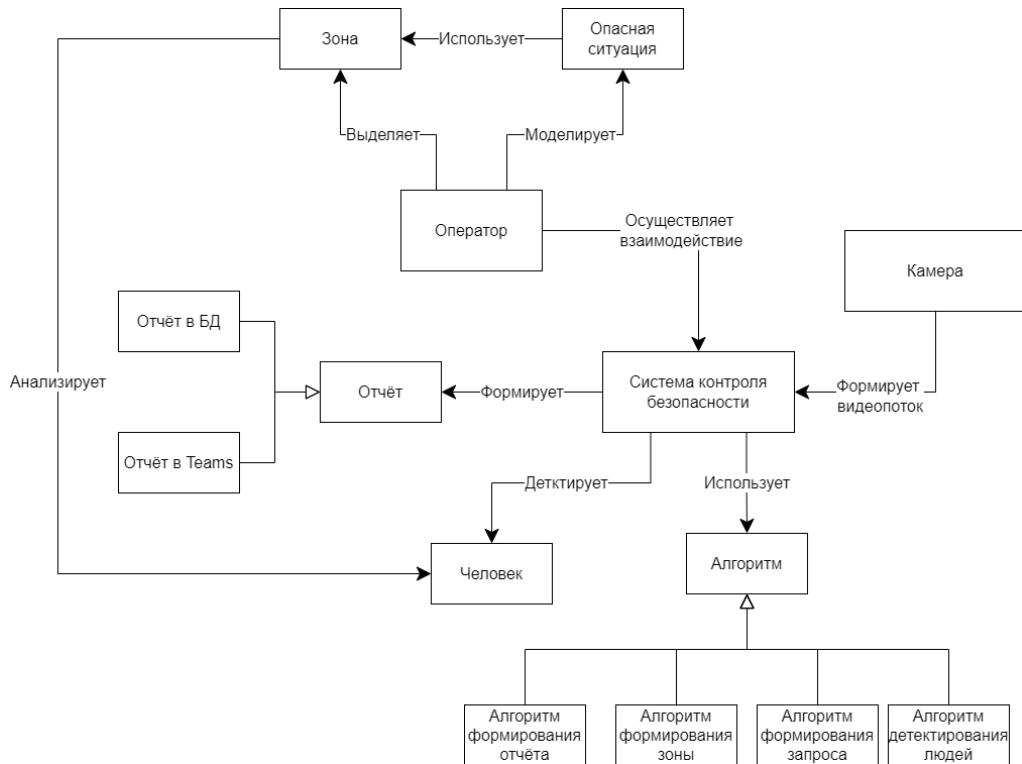 Зона
Использует
Опасная
ситуация
Выделяет
Моделирует
Оператор
Осуществляет
взаимодействие
Камера
Отчёт в БД
Анализирует
Отчёт
Формирует
Система контроля
безопасности
Формирует
видеопоток
Отчёт в Teams
Детктирует
Использует
Человек
Алгоритм
Алгоритм
формирования
отчёта
Алгоритм
формирования
зоны
Алгоритм
формирования
запроса
Алгоритм
детектирования
людей